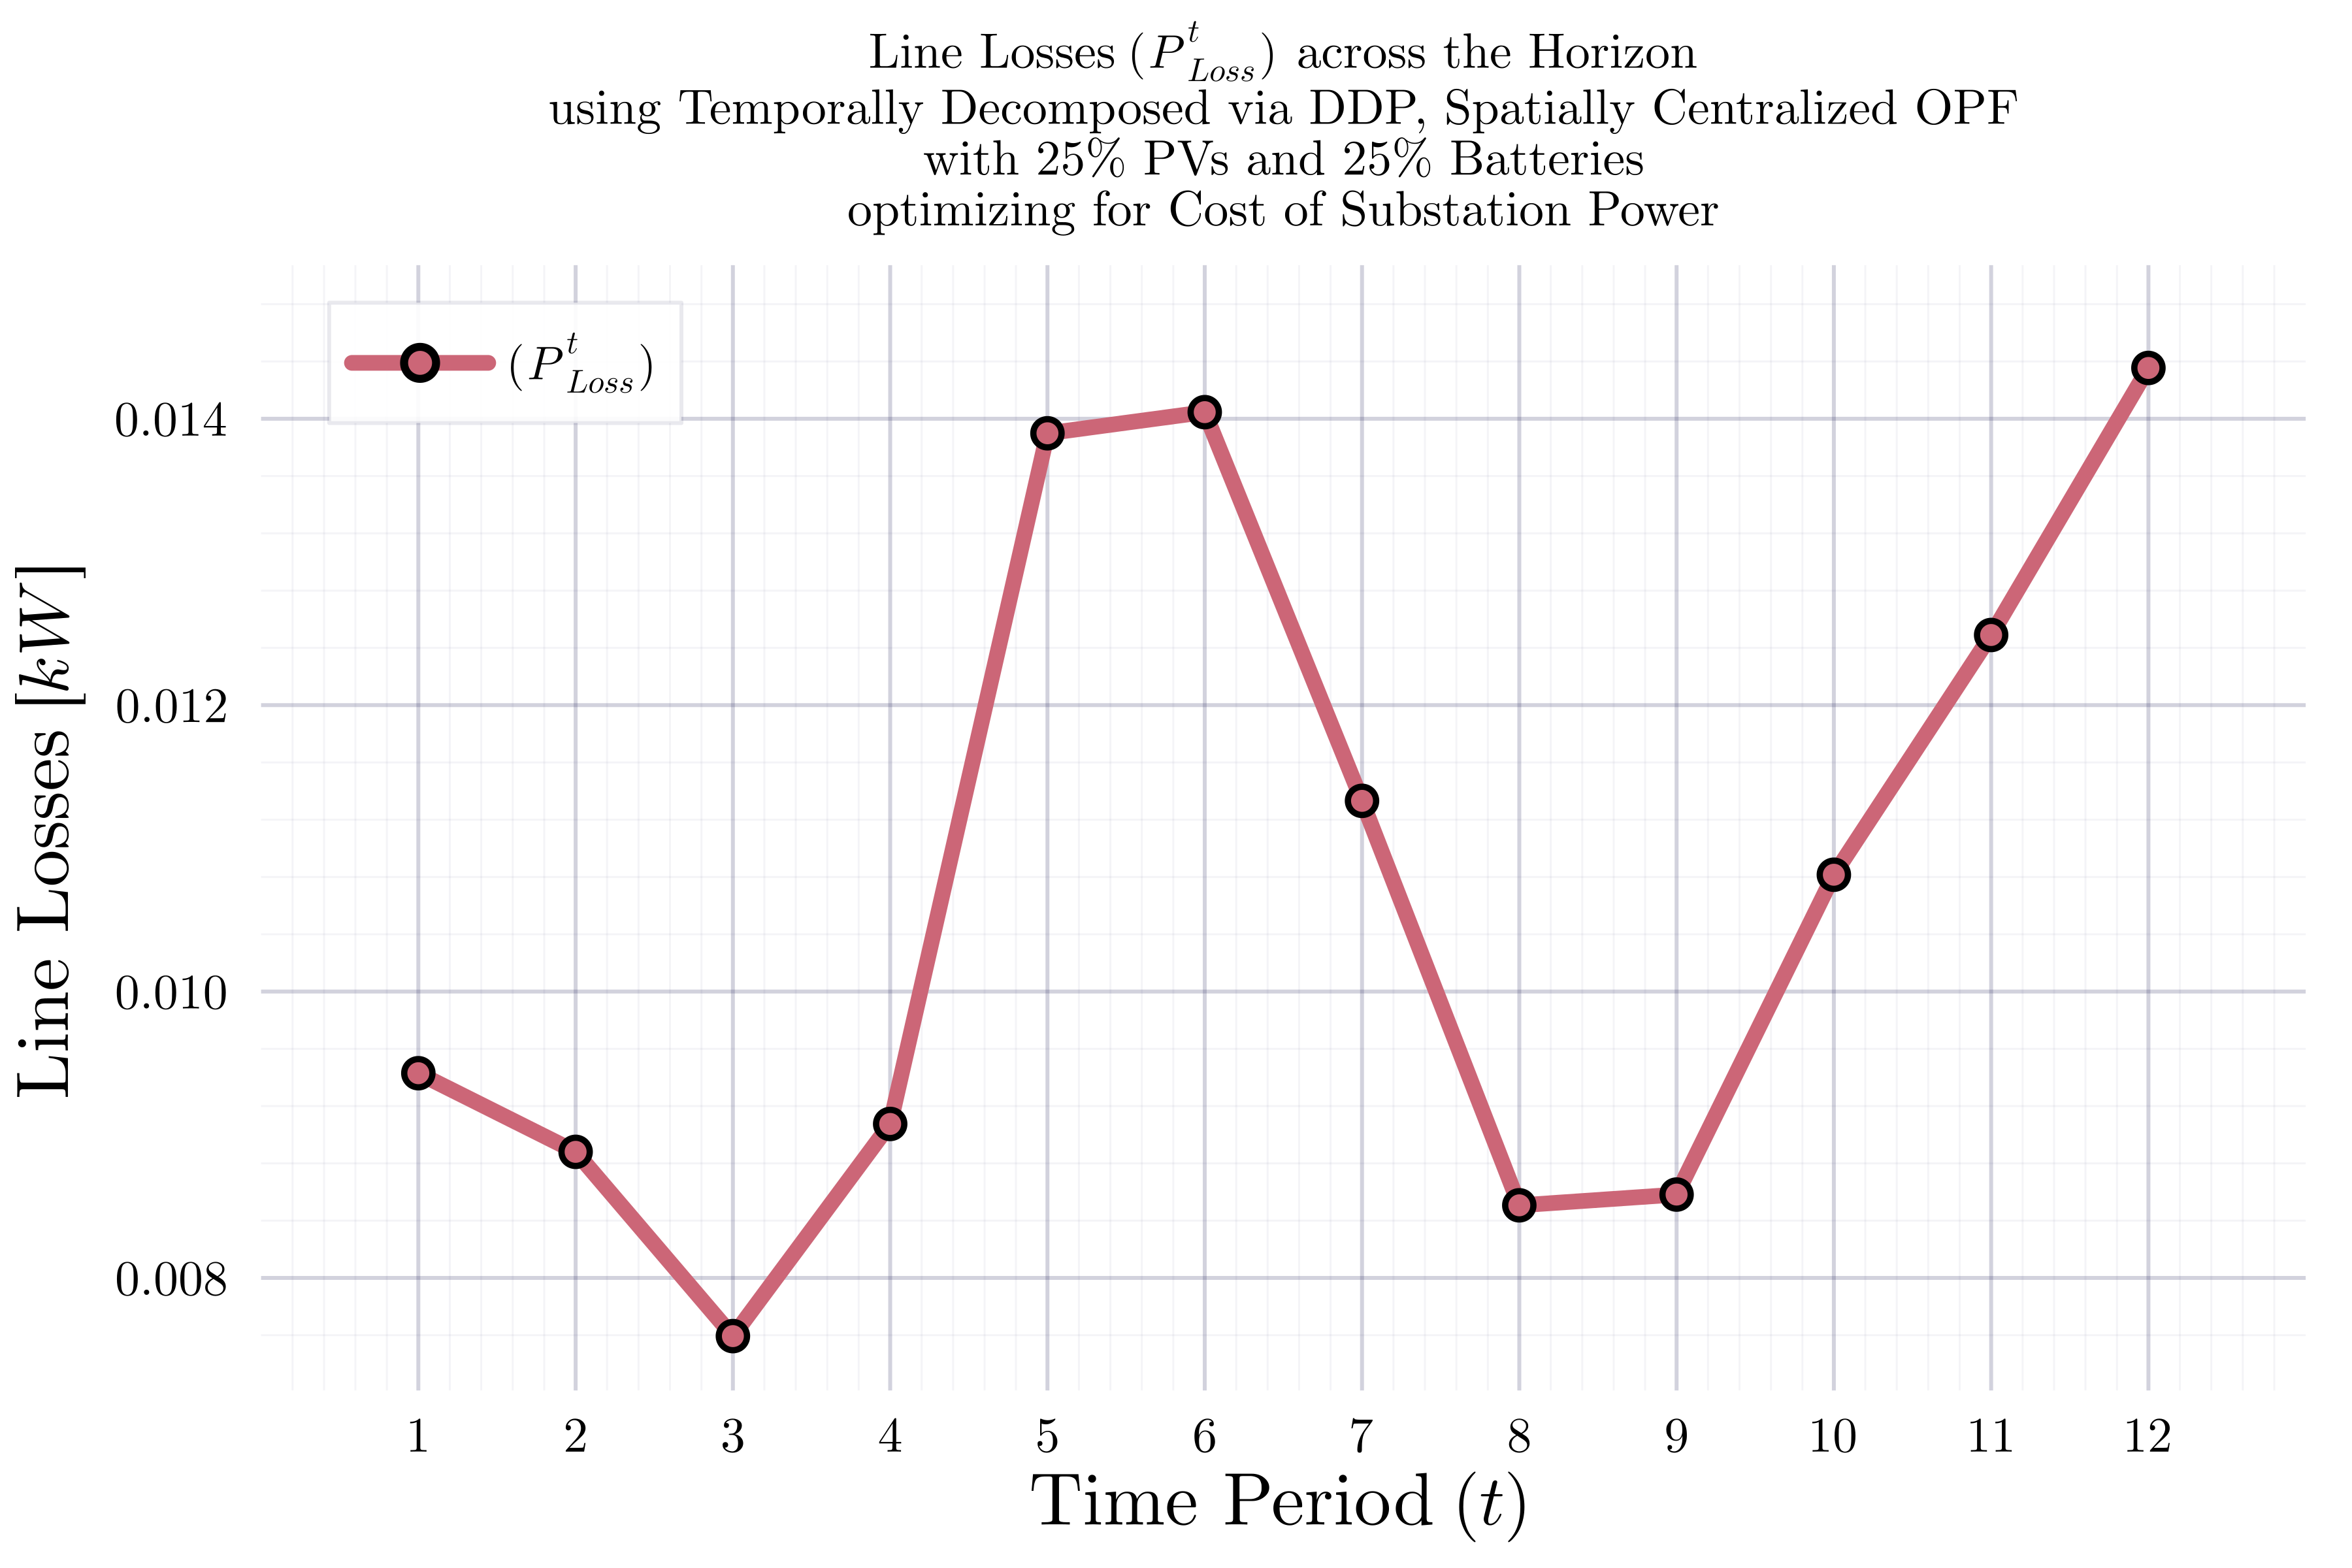 Line Losses (P^t_Loss) across the Horizon
using Temporally Decomposed via DDP, Spatially Centralized OPF
with 25% PVs and 25% Batteries
optimizing for Cost of Substation Power
(P^t_Loss)
Line Losses [kW]
0.014
0.012
0.010
0.008
1 2 3 4 5 6 7 8 9 10 11 12
Time Period (t)